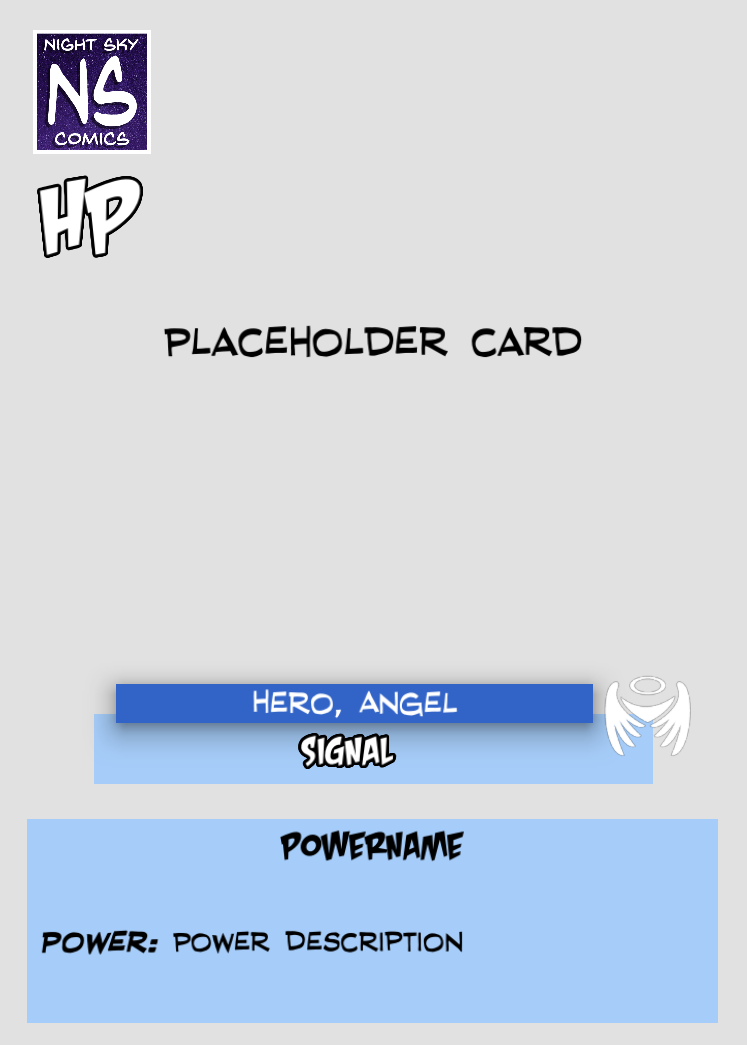 NIGHT SKY
NS
COMICS
HP
PLACEHOLDER CARD
HERO, ANGEL
SIGNAL
POWERNAME
POWER: POWER DESCRIPTION